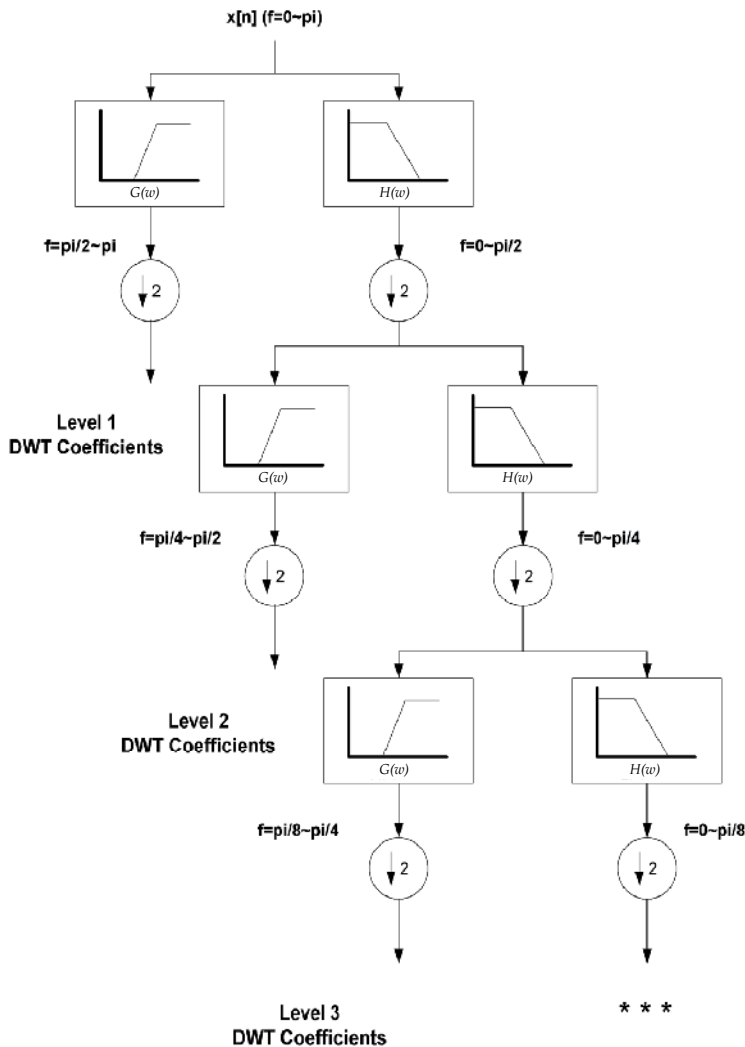 x[n] (f=0~pi)
G(w)
H(w)
f=pi/2~pi
f=0~pi/2
2
2
Level 1
DWT Coefficients
G(w)
H(w)
f=pi/4~pi/2
f=0~pi/4
2
2
Level 2
DWT Coefficients
G(w)
H(w)
f=pi/8~pi/4
f=0~pi/8
2
2
Level 3
DWT Coefficients
* * *